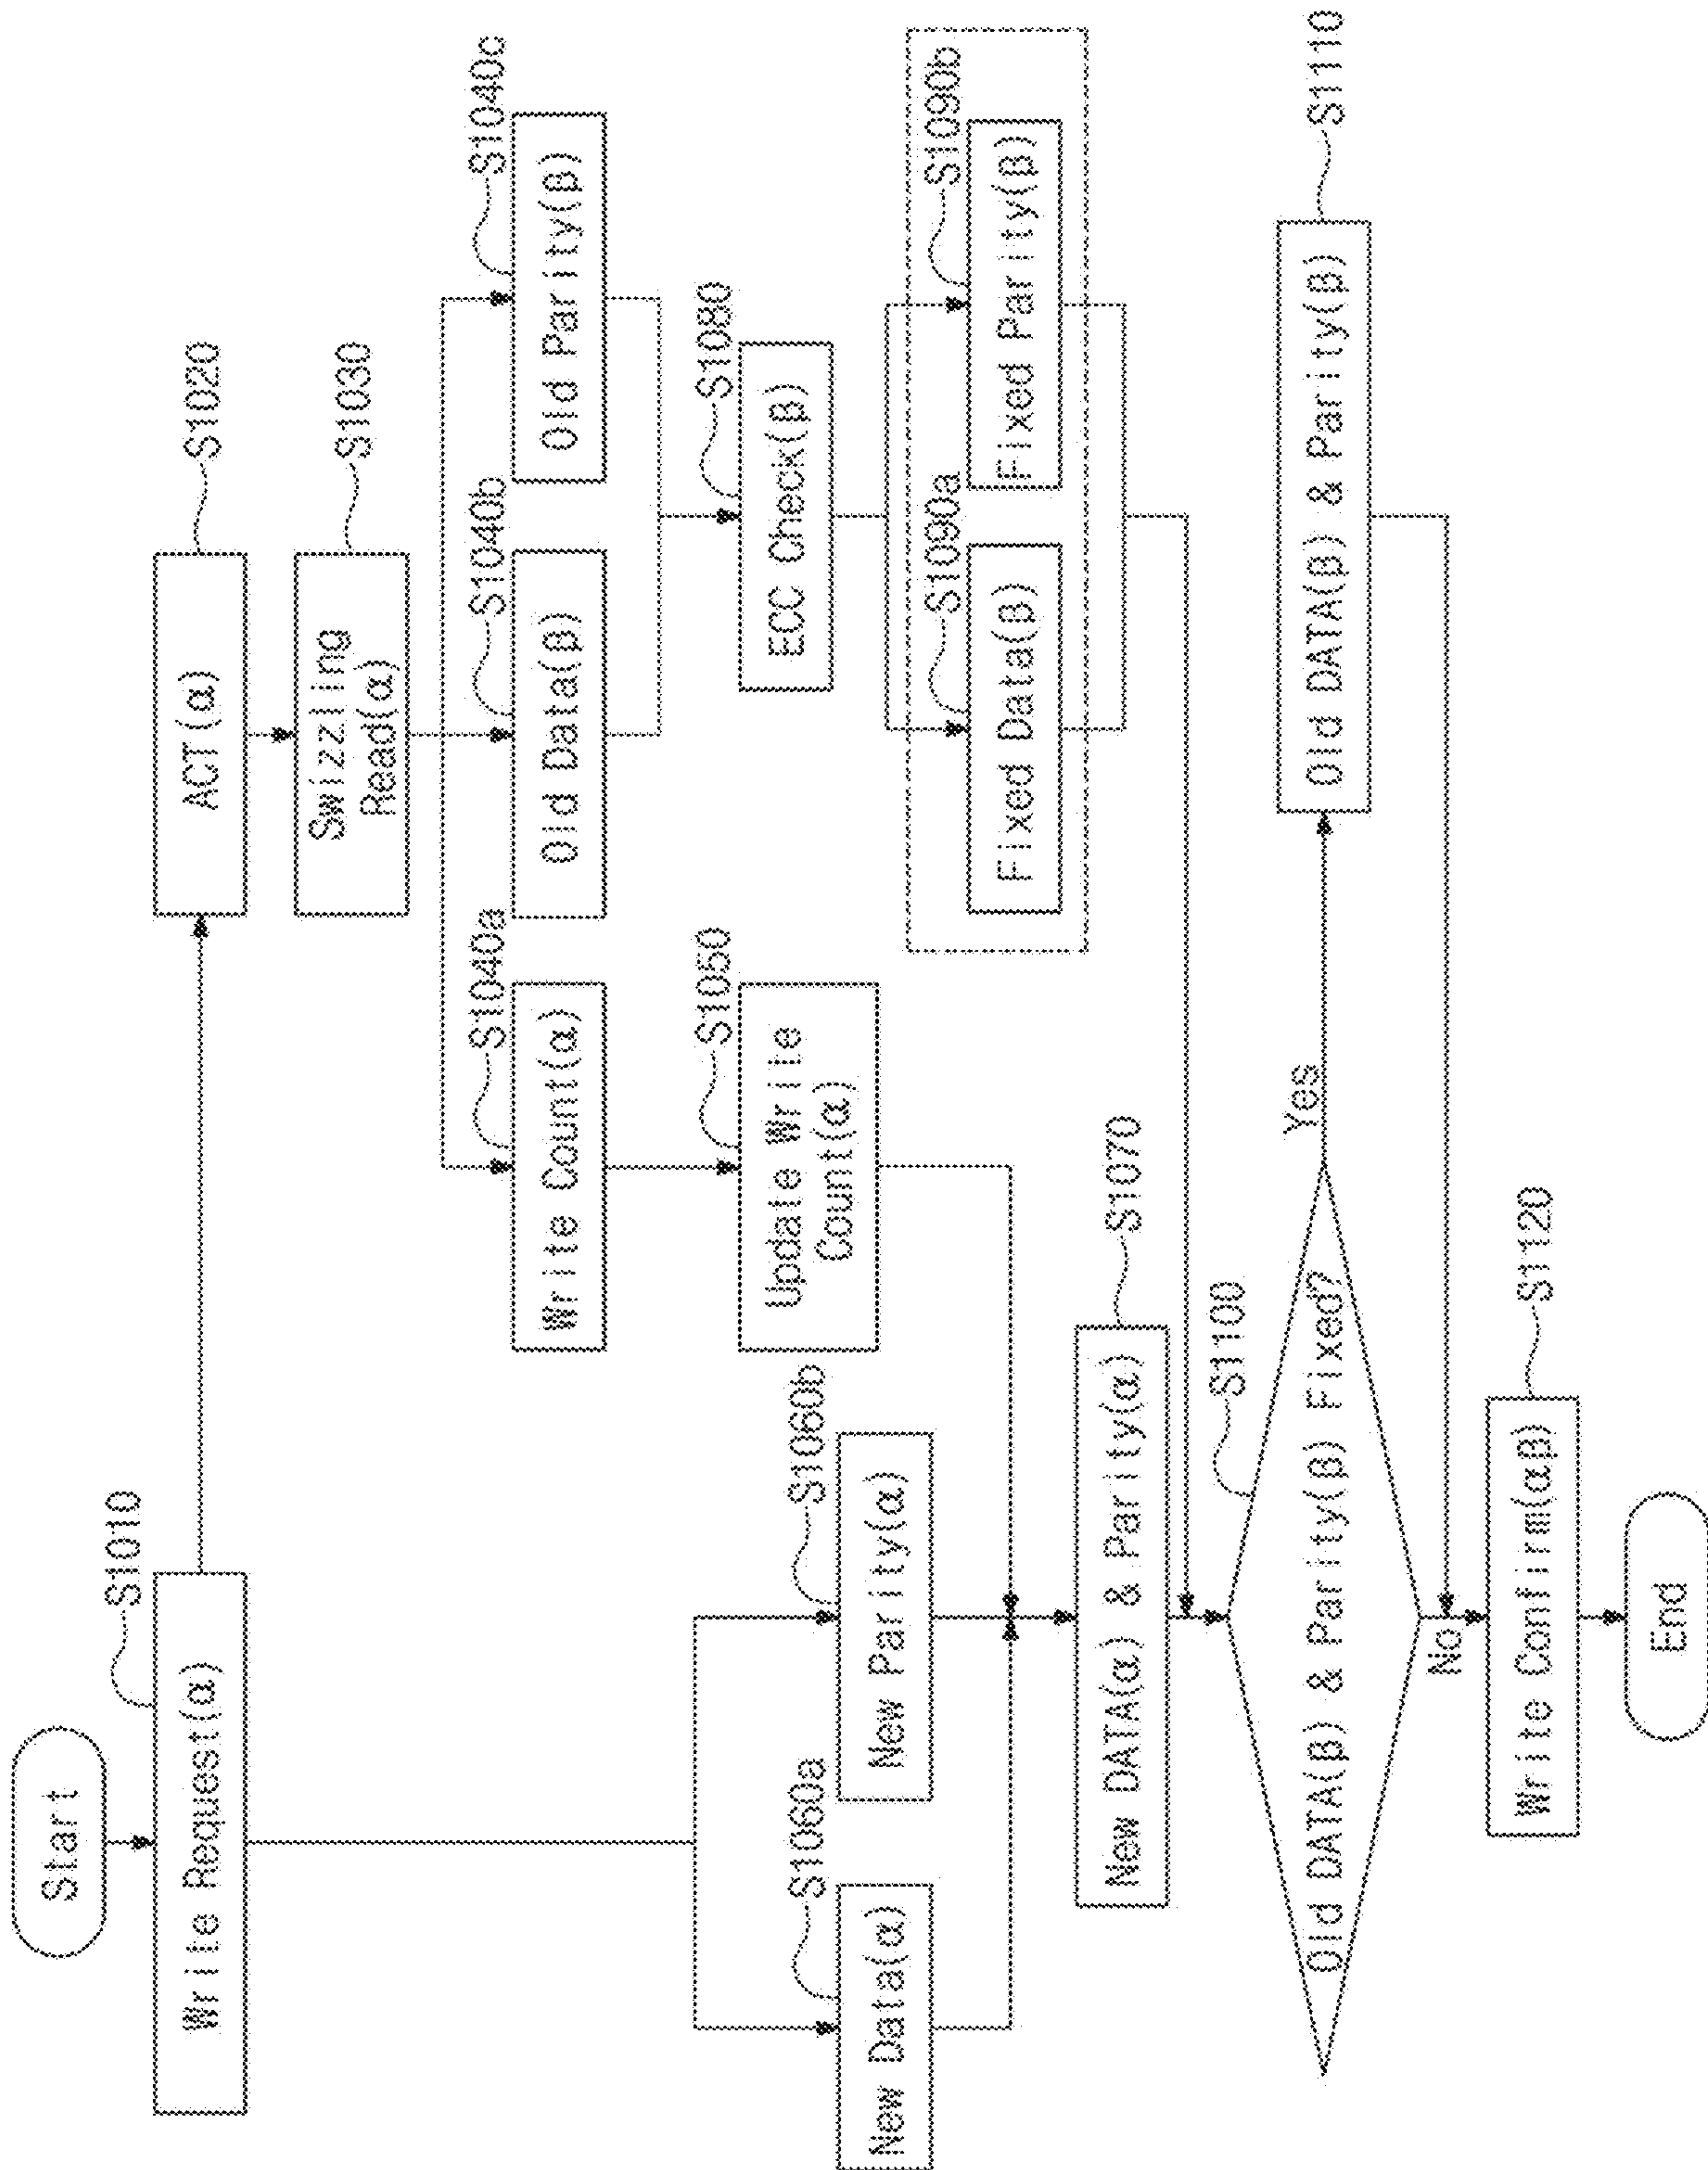 Start
S1010
Write Request(α)
S1020
ACT(α)
S1030
Swizzling
Read(α)
S1040a
Write Count(α)
S1040b
Old Data(β)
S1040c
Old Parity(β)
S1050
Update Write
Count(α)
S1080
ECC Check(β)
S1060a
New Data(α)
S1060b
New Parity(α)
S1090a
Fixed Data(β)
S1090b
Fixed Parity(β)
S1070
New DATA(α) & Parity(α)
S1100
Old DATA(β) & Parity(β) Fixed?
Yes
S1110
Old DATA(β) & Parity(β)
No
S1120
Write Confirm(αβ)
End